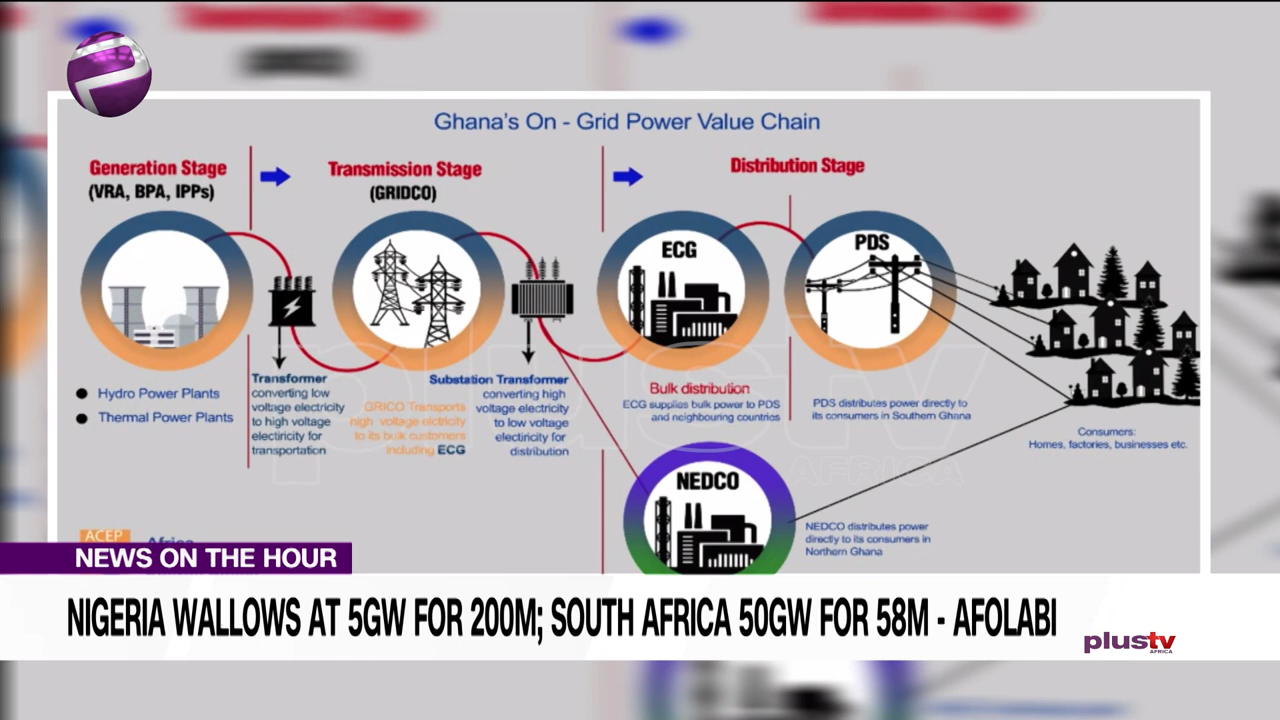 Ghana's On - Grid Power Value Chain
Generation Stage
(VRA, BPA, IPPs)
Transmission Stage
(GRIDCO)
Distribution Stage
ECG
PDS
Hydro Power Plants
Thermal Power Plants
Transformer
converting low
voltage electricity
to high voltage
electricity for
transportation
GRICO Transports
high voltage elctricity
to its bulk customers
including ECG
Substation Transformer
converting high
voltage electricity
to low voltage
electricity for
distribution
Bulk distribution
ECG supplies bulk power to PDS
and neighbouring countries
PDS distributes power directly to
its consumers in Southern Ghana
Consumers:
Homes, factories, businesses etc.
NEDCO
NEDCO distributes power
directly to its consumers in
Northern Ghana
plustv
AFRICA
ACEP
Africa
NEWS ON THE HOUR
NIGERIA WALLOWS AT 5GW FOR 200M; SOUTH AFRICA 50GW FOR 58M - AFOLABI
plustv
AFRICA